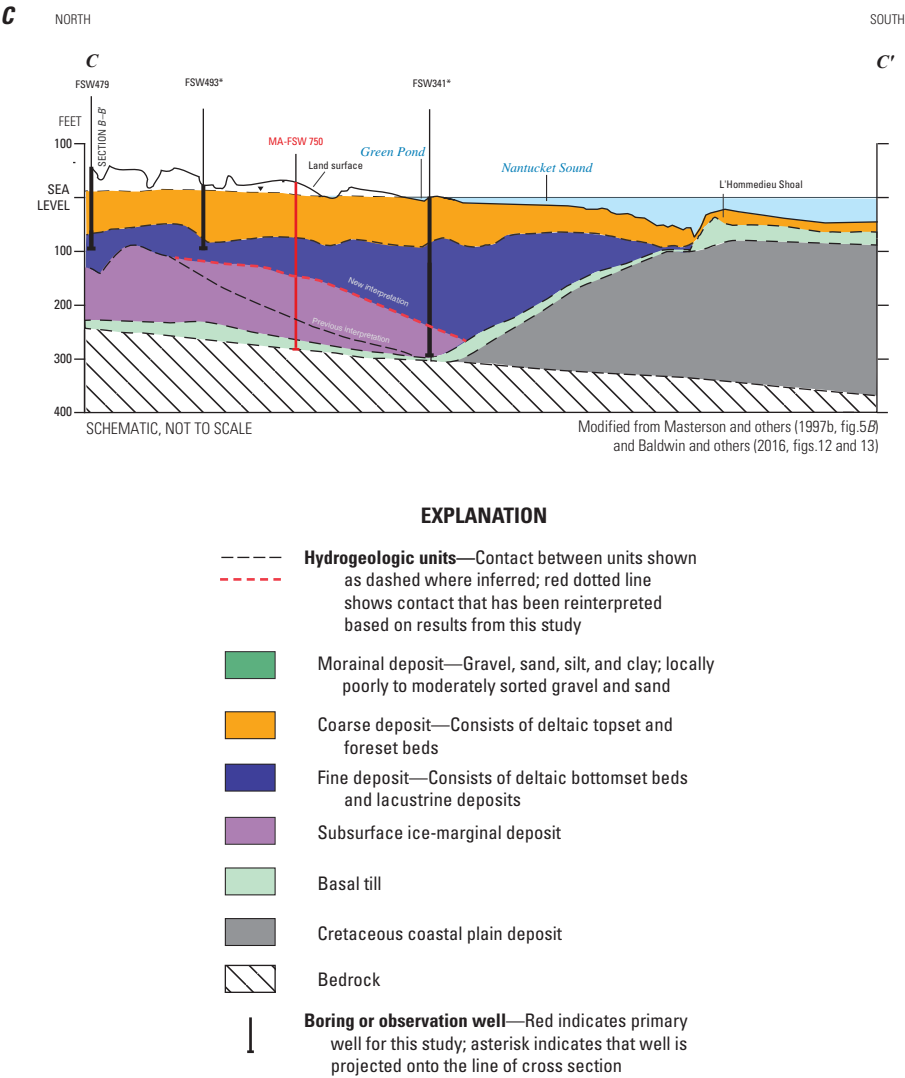 C
NORTH
SOUTH
C
C'
FSW479
FSW493*
FSW341*
SECTION B–B'
FEET
100
MA-FSW 750
Land surface
Green Pond
Nantucket Sound
L'Hommedieu Shoal
SEA
LEVEL
100
200
300
400
New interpretation
Previous interpretation
SCHEMATIC, NOT TO SCALE
Modified from Masterson and others (1997b, fig.5B)
and Baldwin and others (2016, figs.12 and 13)
EXPLANATION
Hydrogeologic units—Contact between units shown
as dashed where inferred; red dotted line
shows contact that has been reinterpreted
based on results from this study
Morainal deposit—Gravel, sand, silt, and clay; locally
poorly to moderately sorted gravel and sand
Coarse deposit—Consists of deltaic topset and
foreset beds
Fine deposit—Consists of deltaic bottomset beds
and lacustrine deposits
Subsurface ice-marginal deposit
Basal till
Cretaceous coastal plain deposit
Bedrock
Boring or observation well—Red indicates primary
well for this study; asterisk indicates that well is
projected onto the line of cross section